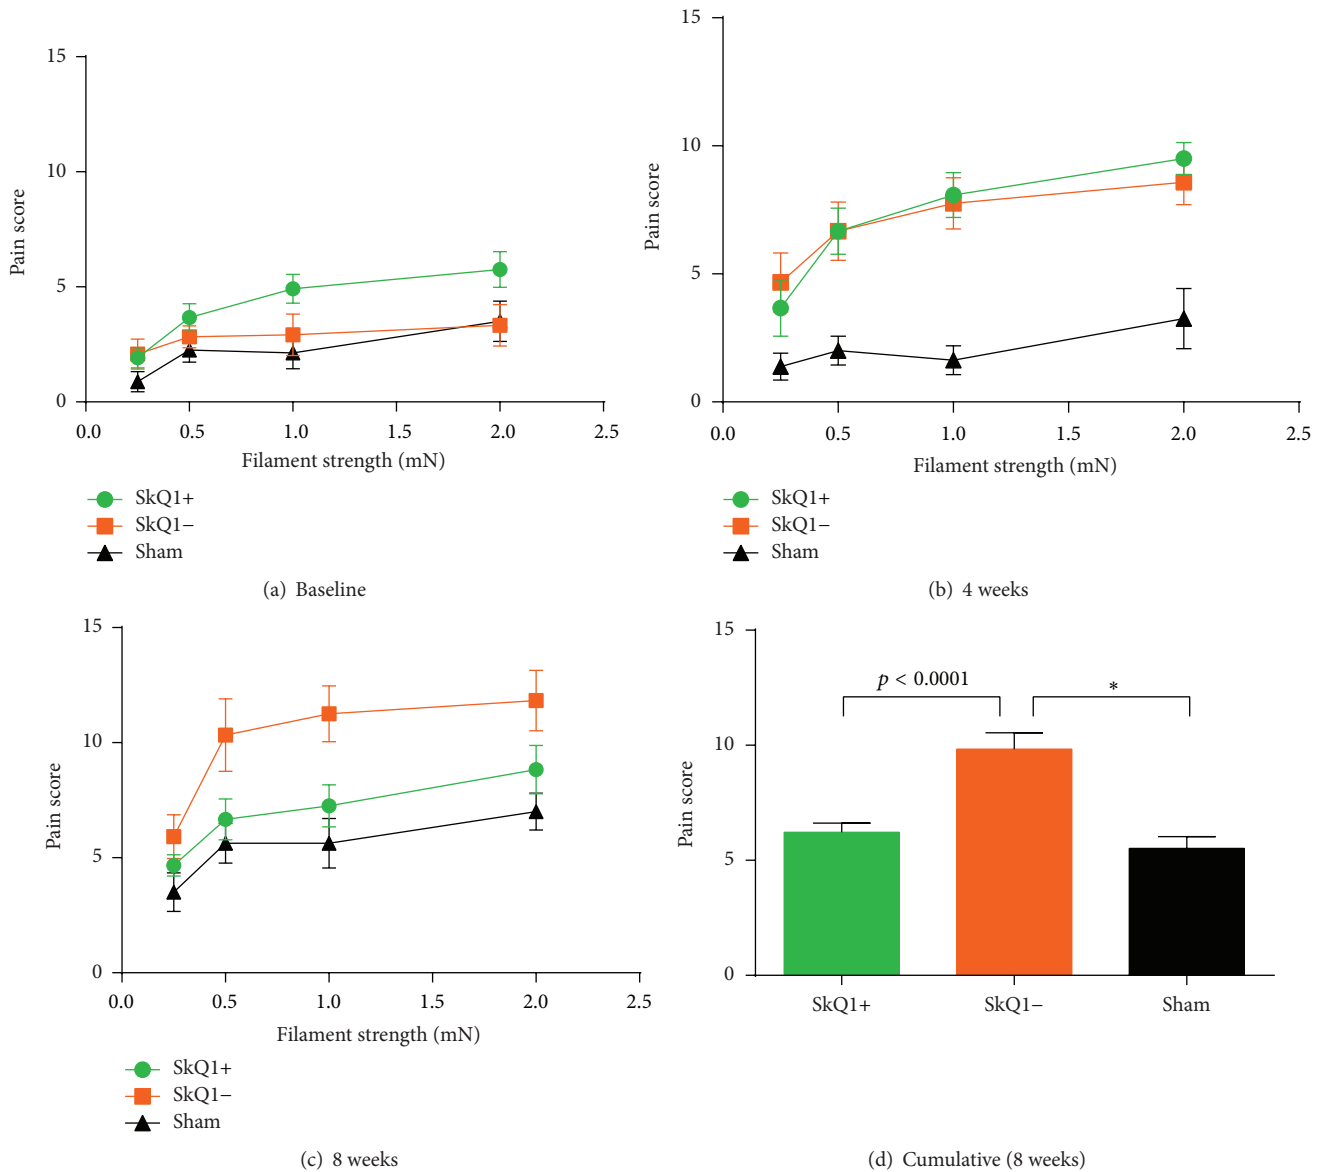 15
10
5
0
Pain score
0.0 0.5 1.0 1.5 2.0 2.5
Filament strength (mN)
SkQ1+
SkQ1−
Sham
(a) Baseline
15
10
5
0
Pain score
0.0 0.5 1.0 1.5 2.0 2.5
Filament strength (mN)
SkQ1+
SkQ1−
Sham
(b) 4 weeks
15
10
5
0
Pain score
0.0 0.5 1.0 1.5 2.0 2.5
Filament strength (mN)
SkQ1+
SkQ1−
Sham
(c) 8 weeks
15
10
5
0
Pain score
p < 0.0001
*
SkQ1+ SkQ1− Sham
(d) Cumulative (8 weeks)